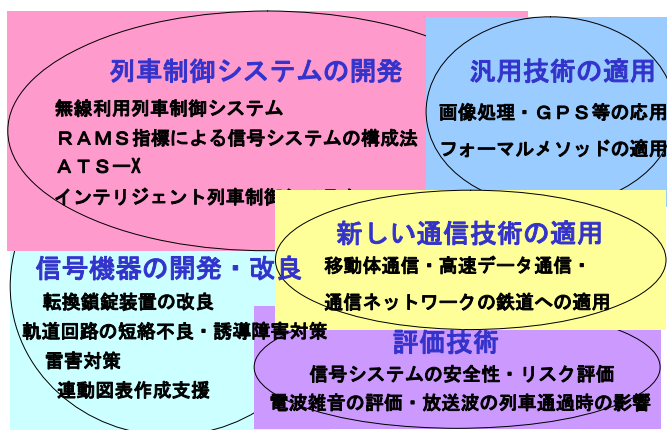 列車制御システムの開発
無線利用列車制御システム
ＲＡＭＳ指標による信号システムの構成法
ＡＴＳーX
インテリジェント列車制御
汎用技術の適用
画像処理・ＧＰＳ等の応用
フォーマルメソッドの適用
新しい通信技術の適用
移動体通信・高速データ通信・
通信ネットワークの鉄道への適用
信号機器の開発・改良
転換鎖錠装置の改良
軌道回路の短絡不良・誘導障害対策
雷害対策
連動図表作成支援
評価技術
信号システムの安全性・リスク評価
電波雑音の評価・放送波の列車通過時の影響